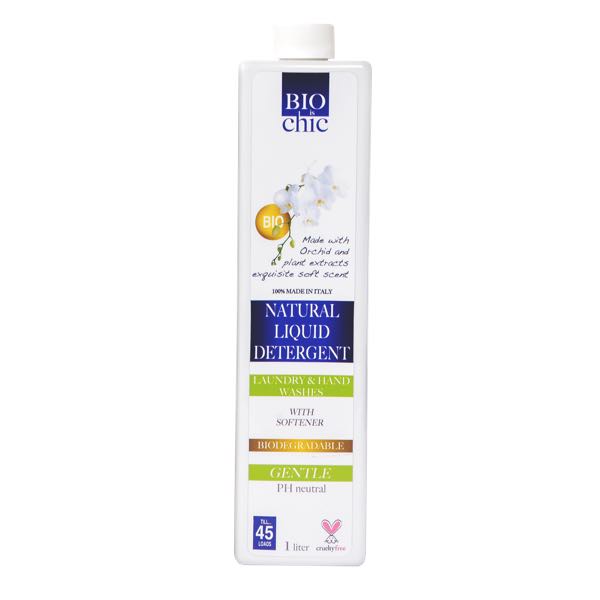 BIO
is
chic
BIO
Made with
Orchid and
plant extracts
exquisite soft scent
100% MADE IN ITALY
NATURAL
LIQUID
DETERGENT
LAUNDRY & HAND
WASHES
WITH
SOFTENER
BIODEGRADABLE
GENTLE
PH neutral
TILL..
45
LOADS
1 liter
crueltyfree